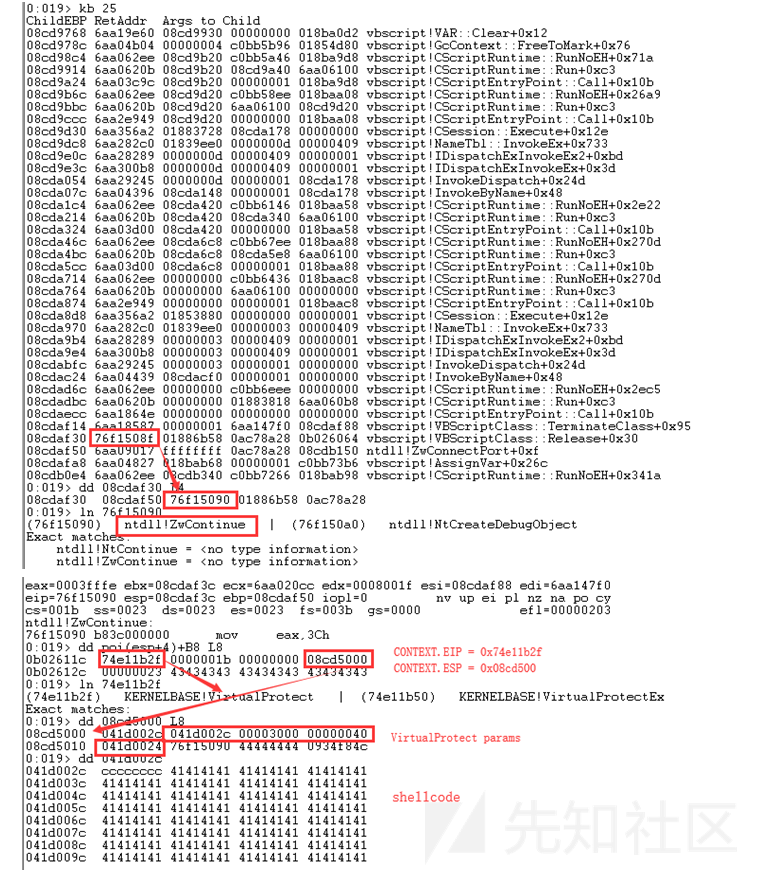 0:019> kb 25
ChildEBP RetAddr  Args to Child
08cd9768 6aa19e60 08cd9930 00000000 018ba0d2 vbscript!VAR::Clear+0x12
08cd978c 6aa04b04 00000004 c0bb5b96 01854d80 vbscript!GcContext::FreeToMark+0x76
08cd98c4 6aa062ee 08cd9b20 c0bb5a46 018ba9d8 vbscript!CScriptRuntime::RunNoEH+0x71a
08cd9914 6aa0620b 08cd9b20 08cd9a40 6aa06100 vbscript!CScriptRuntime::Run+0xc3
08cd9a24 6aa03c9c 08cd9b20 00000001 018ba9d8 vbscript!CScriptEntryPoint::Call+0x10b
08cd9b6c 6aa062ee 08cd9d20 c0bb58ee 018baa08 vbscript!CScriptRuntime::RunNoEH+0x26a9
08cd9bbc 6aa0620b 08cd9d20 6aa06100 08cd9d20 vbscript!CScriptRuntime::Run+0xc3
08cd9ccc 6aa2e949 08cd9d20 00000000 018baa08 vbscript!CScriptEntryPoint::Call+0x10b
08cd9d30 6aa356a2 01883728 08cda178 00000000 vbscript!CSession::Execute+0x12e
08cd9dc8 6aa282c0 01839ee0 0000000d 00000409 vbscript!NameTbl::InvokeEx+0x733
08cd9e0c 6aa28289 0000000d 00000409 00000001 vbscript!IDispatchExInvokeEx2+0xbd
08cd9e3c 6aa300b8 0000000d 00000409 00000001 vbscript!IDispatchExInvokeEx+0x3d
08cda054 6aa29245 0000000d 00000001 08cda178 vbscript!InvokeDispatch+0x24d
08cda07c 6aa04396 08cda148 00000001 08cda178 vbscript!InvokeByName+0x48
08cda1c4 6aa062ee 08cda420 c0bb6146 018baa58 vbscript!CScriptRuntime::RunNoEH+0x2e22
08cda214 6aa0620b 08cda420 08cda340 6aa06100 vbscript!CScriptRuntime::Run+0xc3
08cda324 6aa03d00 08cda420 00000000 018baa58 vbscript!CScriptEntryPoint::Call+0x10b
08cda46c 6aa062ee 08cda6c8 c0bb67ee 018baa88 vbscript!CScriptRuntime::RunNoEH+0x270d
08cda4bc 6aa0620b 08cda6c8 08cda5e8 6aa06100 vbscript!CScriptRuntime::Run+0xc3
08cda5cc 6aa03d00 08cda6c8 00000001 018baa88 vbscript!CScriptEntryPoint::Call+0x10b
08cda714 6aa062ee 00000000 c0bb6436 018baac8 vbscript!CScriptRuntime::RunNoEH+0x270d
08cda764 6aa0620b 00000000 6aa06100 00000000 vbscript!CScriptRuntime::Run+0xc3
08cda874 6aa2e949 00000000 00000001 018baac8 vbscript!CScriptEntryPoint::Call+0x10b
08cda8d8 6aa356a2 01853880 00000000 00000001 vbscript!CSession::Execute+0x12e
08cda970 6aa282c0 01839ee0 00000003 00000409 vbscript!NameTbl::InvokeEx+0x733
08cda9b4 6aa28289 00000003 00000409 00000001 vbscript!IDispatchExInvokeEx2+0xbd
08cda9e4 6aa300b8 00000003 00000409 00000001 vbscript!IDispatchExInvokeEx+0x3d
08cdabfc 6aa29245 00000003 00000001 00000000 vbscript!InvokeDispatch+0x24d
08cdac24 6aa04439 08cdacf0 00000001 00000000 vbscript!InvokeByName+0x48
08cdad6c 6aa062ee 00000000 c0bb6eee 00000000 vbscript!CScriptRuntime::RunNoEH+0x2ec5
08cdadbc 6aa0620b 00000000 01883818 6aa060b8 vbscript!CScriptRuntime::Run+0xc3
08cdaecc 6aa1864e 00000000 00000000 00000000 vbscript!CScriptEntryPoint::Call+0x10b
08cdaf14 6aa18587 00000001 6aa147f0 08cdaf88 vbscript!VBScriptClass::TerminateClass+0x95
08cdaf30 76f1508f 01886b58 0ac78a28 0b026064 vbscript!VBScriptClass::Release+0x30
08cdaf50 6aa09017 ffffffff 0ac78a28 08cdb150 ntdll!ZwConnectPort+0xf
08cdafa8 6aa04827 018bab68 00000001 c0bb73b6 vbscript!AssignVar+0x26c
08cdb0e4 6aa062ee 08cdb340 c0bb7266 018bab98 vbscript!CScriptRuntime::RunNoEH+0x341a
0:019> dd 08cdaf30 L4
08cdaf30  08cdaf50 76f15090 01886b58 0ac78a28
0:019> ln 76f15090
(76f15090)   ntdll!ZwContinue   |  (76f150a0)   ntdll!NtCreateDebugObject
Exact matches:
    ntdll!NtContinue = <no type information>
    ntdll!ZwContinue = <no type information>
eax=0003fffe ebx=08cdaf3c ecx=6aa020cc edx=0008001f esi=08cdaf88 edi=6aa147f0
eip=76f15090 esp=08cdaf34 ebp=08cdaf50 iopl=0         nv up ei pl nz na po cy
cs=001b  ss=0023  ds=0023  es=0023  fs=003b  gs=0000             efl=00000203
ntdll!ZwContinue:
76f15090 b83c000000      mov     eax,3Ch
0:019> dd poi(esp+4)+B8 L8
0b02611c  74e11b2f 0000001b 00000000 08cd5000
0b02612c  00000023 43434343 43434343 43434343
CONTEXT.EIP = 0x74e11b2f
CONTEXT.ESP = 0x08cd500
0:019> ln 74e11b2f
(74e11b2f)   KERNELBASE!VirtualProtect   |  (74e11b50)   KERNELBASE!VirtualProtectEx
Exact matches:
0:019> dd 08cd5000 L8
08cd5000  041d002c 041d002c 00003000 00000040
08cd5010  041d0024 76f15090 44444444 0934f84c
VirtualProtect params
0:019> dd 041d002c
041d002c  cccccccc 41414141 41414141 41414141
041d003c  41414141 41414141 41414141 41414141
041d004c  41414141 41414141 41414141 41414141
041d005c  41414141 41414141 41414141 41414141
041d006c  41414141 41414141 41414141 41414141
041d007c  41414141 41414141 41414141 41414141
041d008c  41414141 41414141 41414141 41414141
041d009c  41414141 41414141 41414141 41414141
shellcode
先知社区